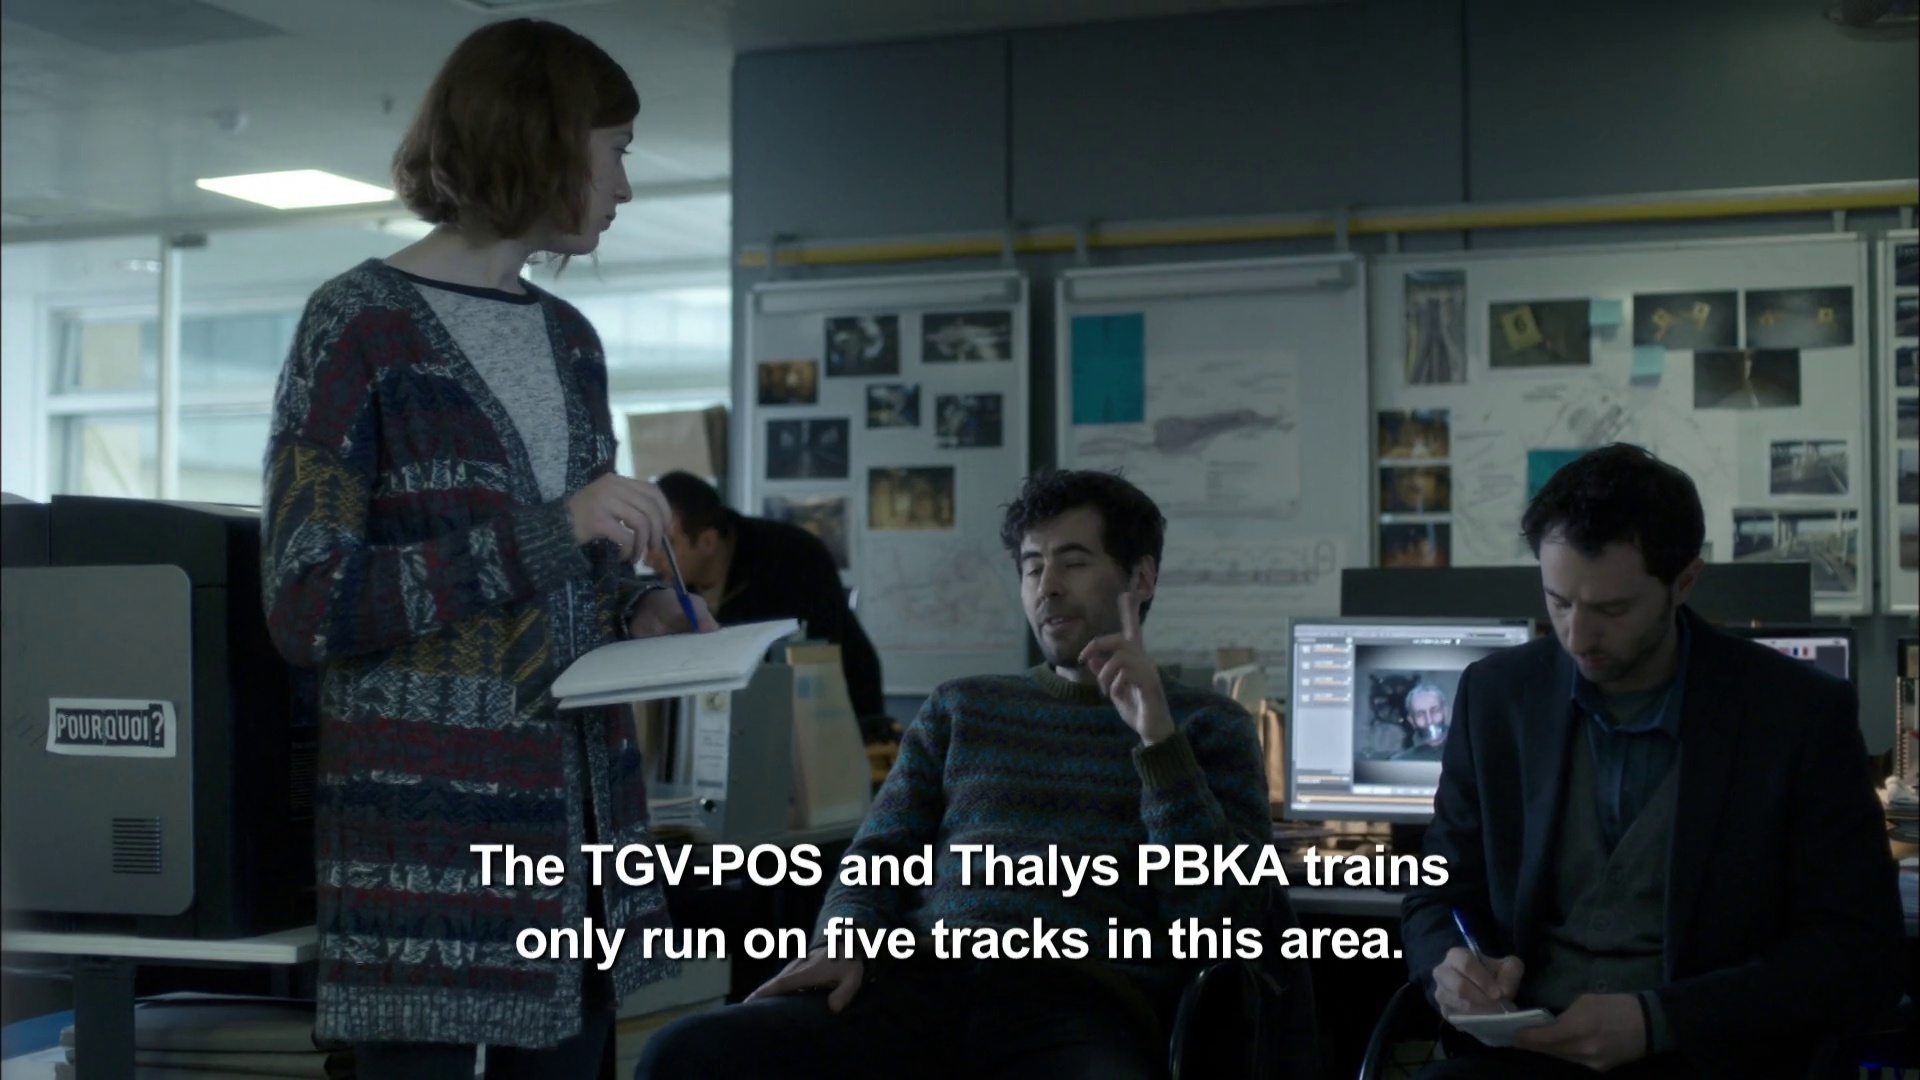 POURQUOI?
The TGV-POS and Thalys PBKA trains
only run on five tracks in this area.